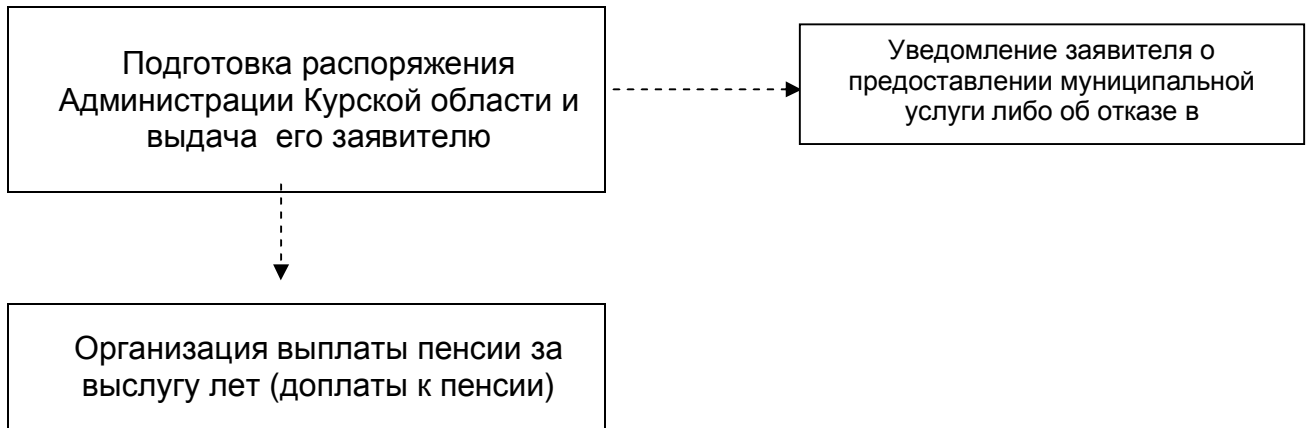 Подготовка распоряжения
Администрации Курской области и
выдача его заявителю
Уведомление заявителя о
предоставлении муниципальной
услуги либо об отказе в
Организация выплаты пенсии за
выслугу лет (доплаты к пенсии)